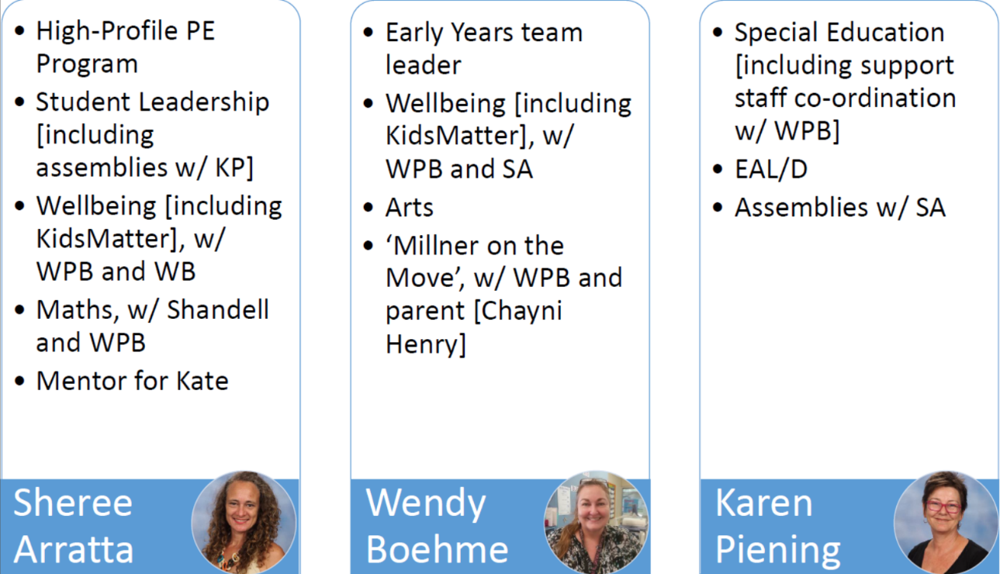 • High-Profile PE
Program
• Student Leadership
[including
assemblies w/ KP]
• Wellbeing [including
KidsMatter], w/
WPB and WB
• Maths, w/ Shandell
and WPB
• Mentor for Kate
Sheree
Arratta
• Early Years team
leader
• Wellbeing [including
KidsMatter], w/
WPB and SA
• Arts
• ‘Millner on the
Move’, w/ WPB and
parent [Chayni
Henry]
Wendy
Boehme
• Special Education
[including support
staff co-ordination
w/ WPB]
• EAL/D
• Assemblies w/ SA
Karen
Piening